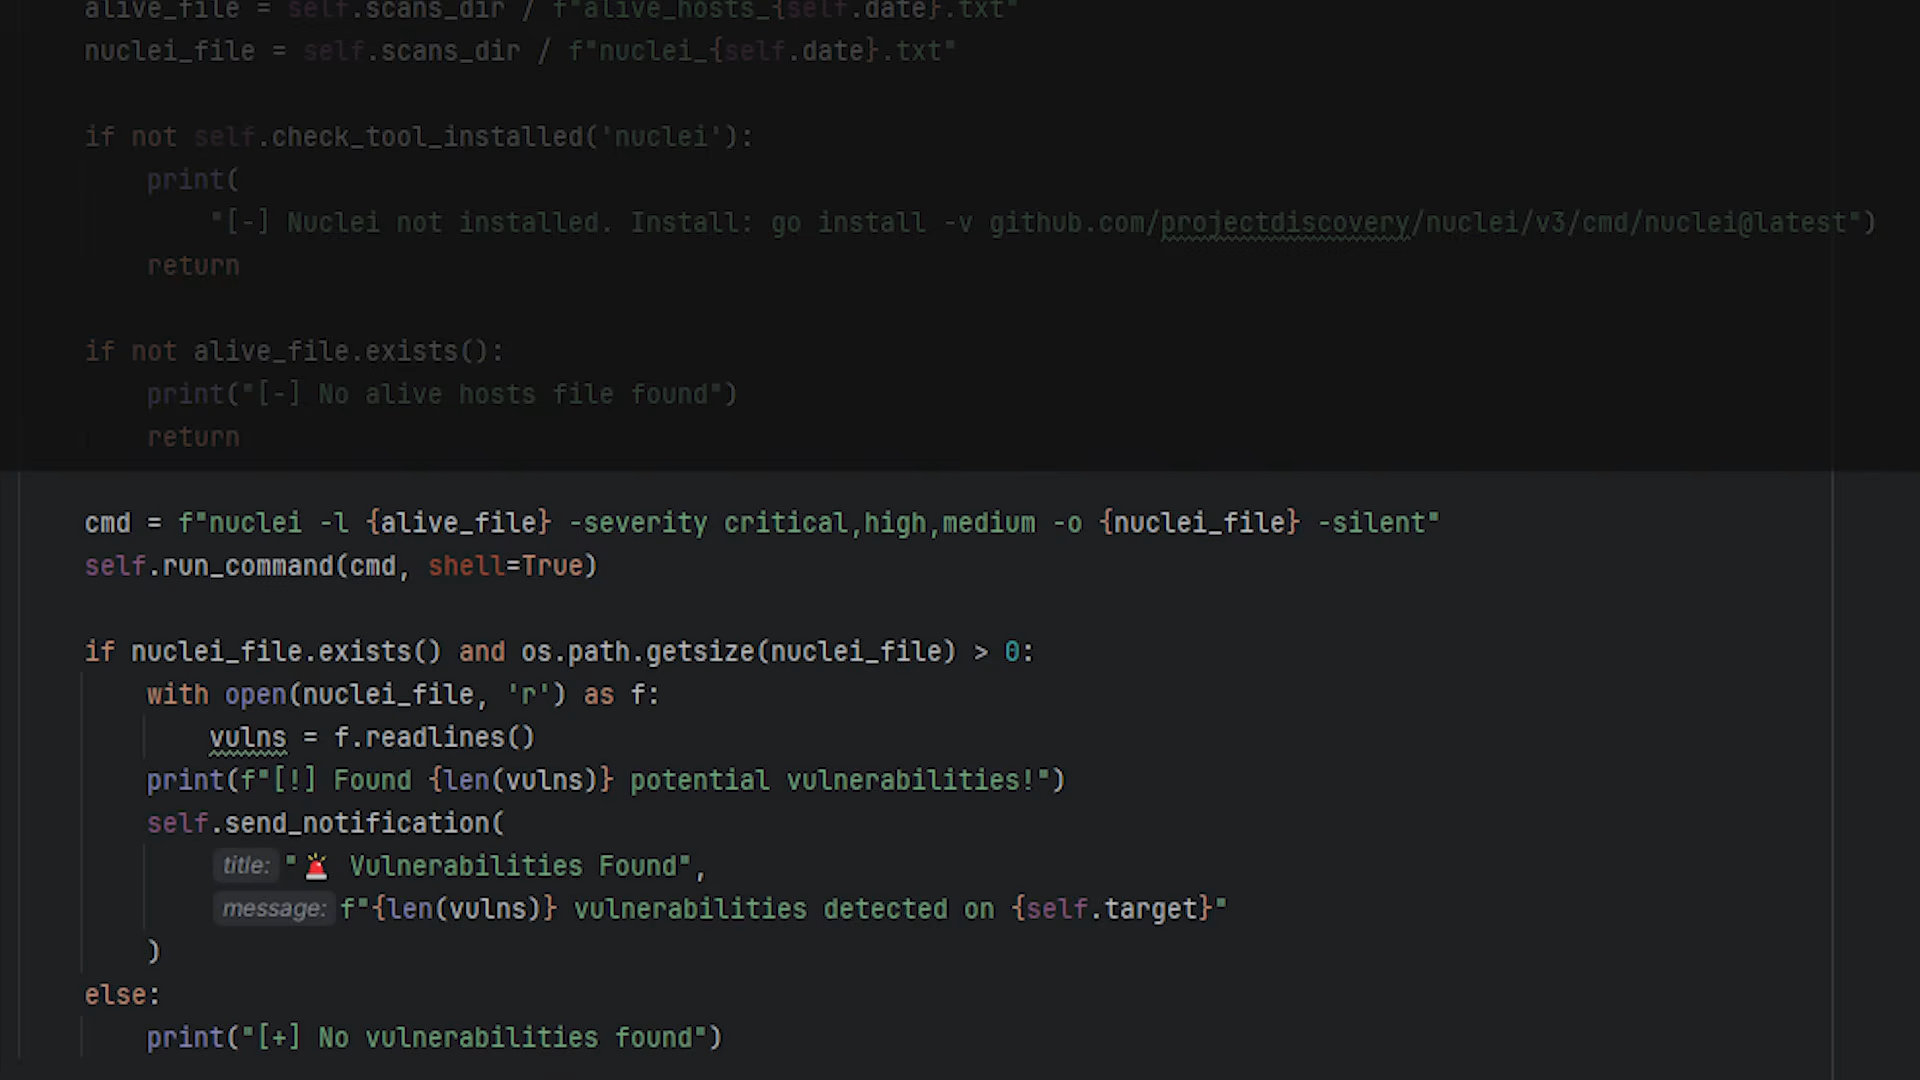 alive_file = self.scans_dir / f"alive_hosts_{self.date}.txt"
nuclei_file = self.scans_dir / f"nuclei_{self.date}.txt"
if not self.check_tool_installed('nuclei'):
print(
"[-] Nuclei not installed. Install: go install -v github.com/projectdiscovery/nuclei/v3/cmd/nuclei@latest")
return
if not alive_file.exists():
print("[-] No alive hosts file found")
return
cmd = f"nuclei -l {alive_file} -severity critical,high,medium -o {nuclei_file} -silent"
self.run_command(cmd, shell=True)
if nuclei_file.exists() and os.path.getsize(nuclei_file) > 0:
with open(nuclei_file, 'r') as f:
vulns = f.readlines()
print(f"[!] Found {len(vulns)} potential vulnerabilities!")
self.send_notification(
title: "🚨 Vulnerabilities Found",
message: f"{len(vulns)} vulnerabilities detected on {self.target}"
)
else:
print("[+] No vulnerabilities found")